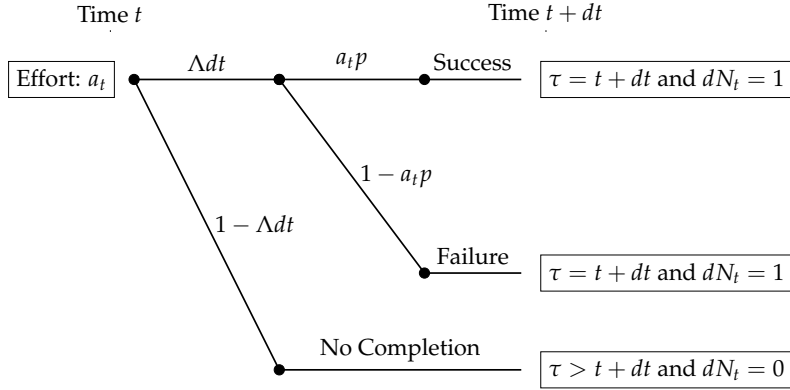 Time t
Time t + dt
Effort: a_t
Λdt
a_t p
Success
τ = t + dt and dN_t = 1
1 − a_t p
1 − Λdt
Failure
τ = t + dt and dN_t = 1
No Completion
τ > t + dt and dN_t = 0